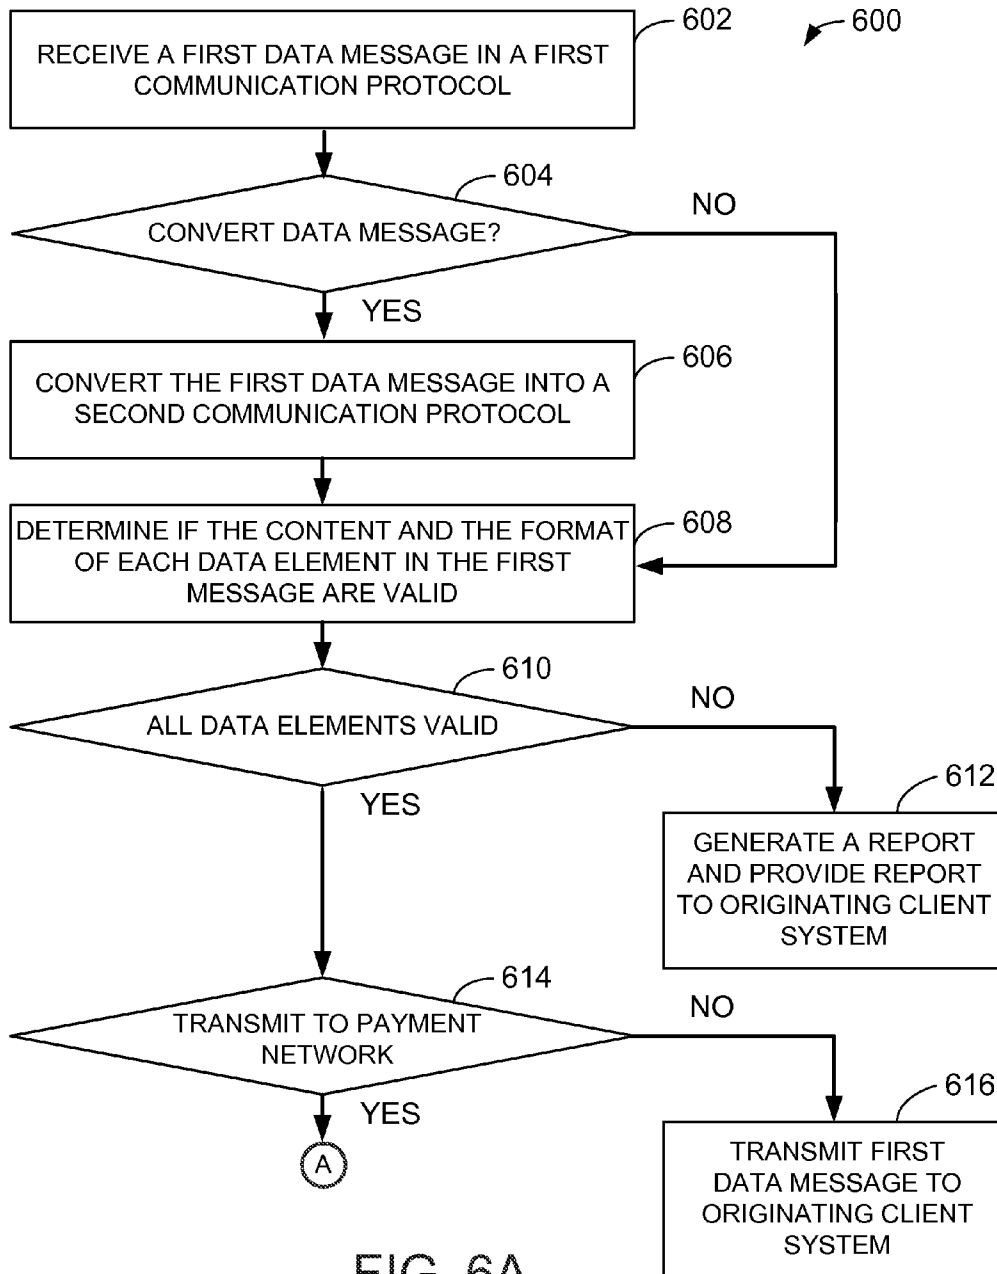 602
600
RECEIVE A FIRST DATA MESSAGE IN A FIRST
COMMUNICATION PROTOCOL
604
NO
CONVERT DATA MESSAGE?
YES
606
CONVERT THE FIRST DATA MESSAGE INTO A
SECOND COMMUNICATION PROTOCOL
608
DETERMINE IF THE CONTENT AND THE FORMAT
OF EACH DATA ELEMENT IN THE FIRST
MESSAGE ARE VALID
610
NO
ALL DATA ELEMENTS VALID
YES
612
GENERATE A REPORT
AND PROVIDE REPORT
TO ORIGINATING CLIENT
SYSTEM
614
NO
TRANSMIT TO PAYMENT
NETWORK
YES
616
A
TRANSMIT FIRST
DATA MESSAGE TO
ORIGINATING CLIENT
SYSTEM
FIG. 6A